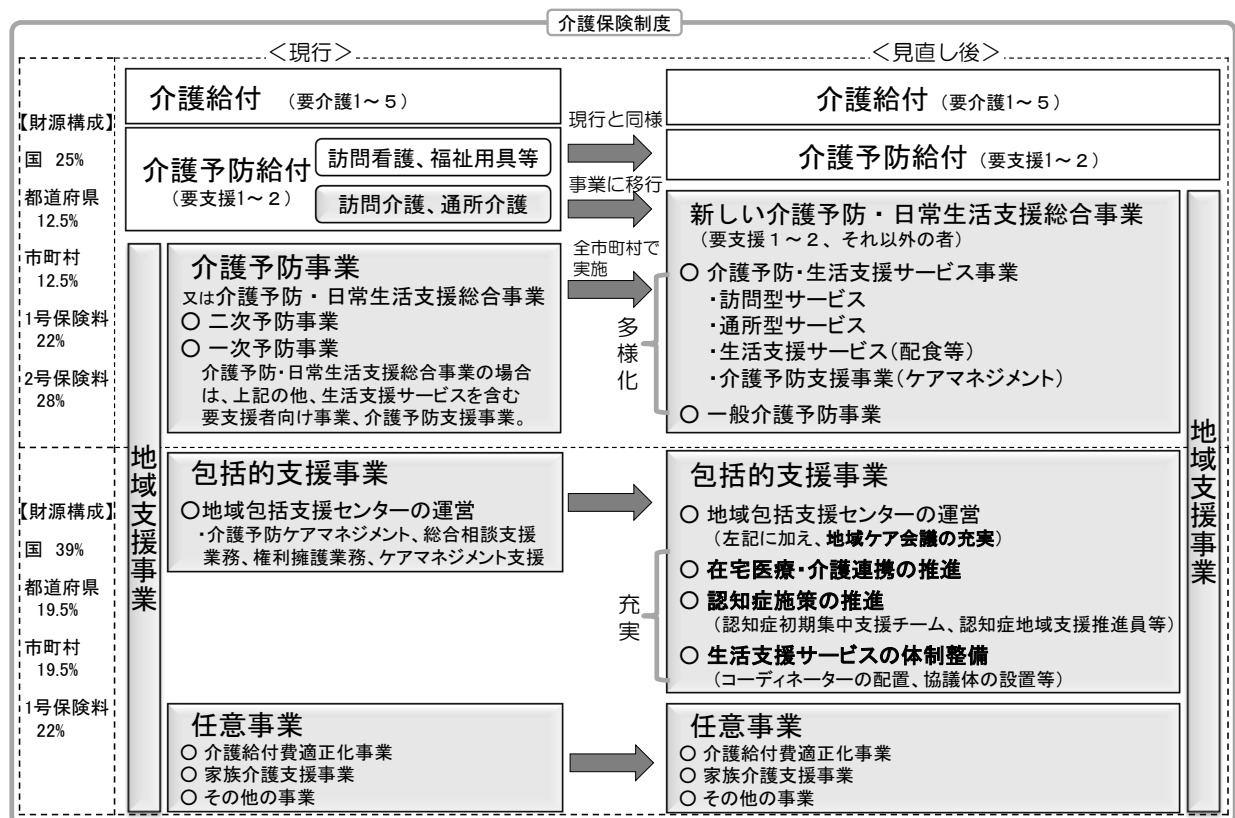 介護保険制度
＜現行＞
＜見直し後＞
【財源構成】
国 25%
都道府県
12.5%
市町村
12.5%
1号保険料
22%
2号保険料
28%
【財源構成】
国 39%
都道府県
19.5%
市町村
19.5%
1号保険料
22%
介護給付 （要介護1～5）
介護予防給付
（要支援1～2）
訪問看護、福祉用具等
訪問介護、通所介護
地域支援事業
介護予防事業
又は介護予防・日常生活支援総合事業
○ 二次予防事業
○ 一次予防事業
介護予防・日常生活支援総合事業の場合
は、上記の他、生活支援サービスを含む
要支援者向け事業、介護予防支援事業。
包括的支援事業
○地域包括支援センターの運営
・介護予防ケアマネジメント、総合相談支援
業務、権利擁護業務、ケアマネジメント支援
任意事業
○ 介護給付費適正化事業
○ 家族介護支援事業
○ その他の事業
現行と同様
事業に移行
全市町村で
実施
多様化
充実
介護給付 （要介護1～5）
介護予防給付 （要支援1～2）
新しい介護予防・日常生活支援総合事業
（要支援１～２、それ以外の者）
○ 介護予防・生活支援サービス事業
・訪問型サービス
・通所型サービス
・生活支援サービス（配食等）
・介護予防支援事業（ケアマネジメント）
○ 一般介護予防事業
包括的支援事業
○ 地域包括支援センターの運営
（左記に加え、地域ケア会議の充実）
○ 在宅医療・介護連携の推進
○ 認知症施策の推進
（認知症初期集中支援チーム、認知症地域支援推進員等）
○ 生活支援サービスの体制整備
（コーディネーターの配置、協議体の設置等）
任意事業
○ 介護給付費適正化事業
○ 家族介護支援事業
○ その他の事業
地域支援事業